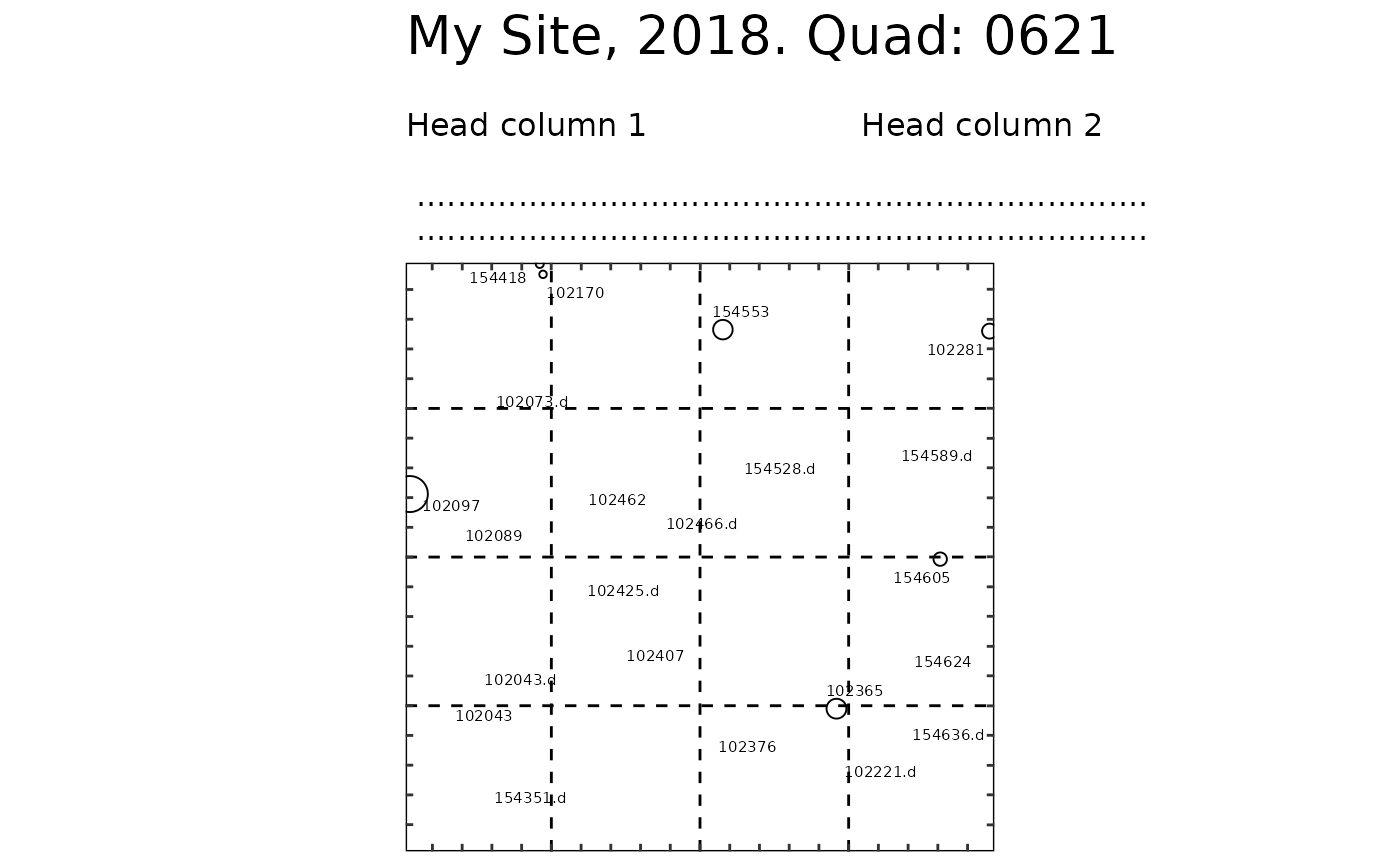 My Site, 2018. Quad: 0621
Head column 1 Head column 2
154418
102170
154553
102281
102073.d
154589.d
154528.d
102462
102097
102466.d
102089
154605
102425.d
102407
154624
102043.d
102365
102043
154636.d
102376
102221.d
154351.d